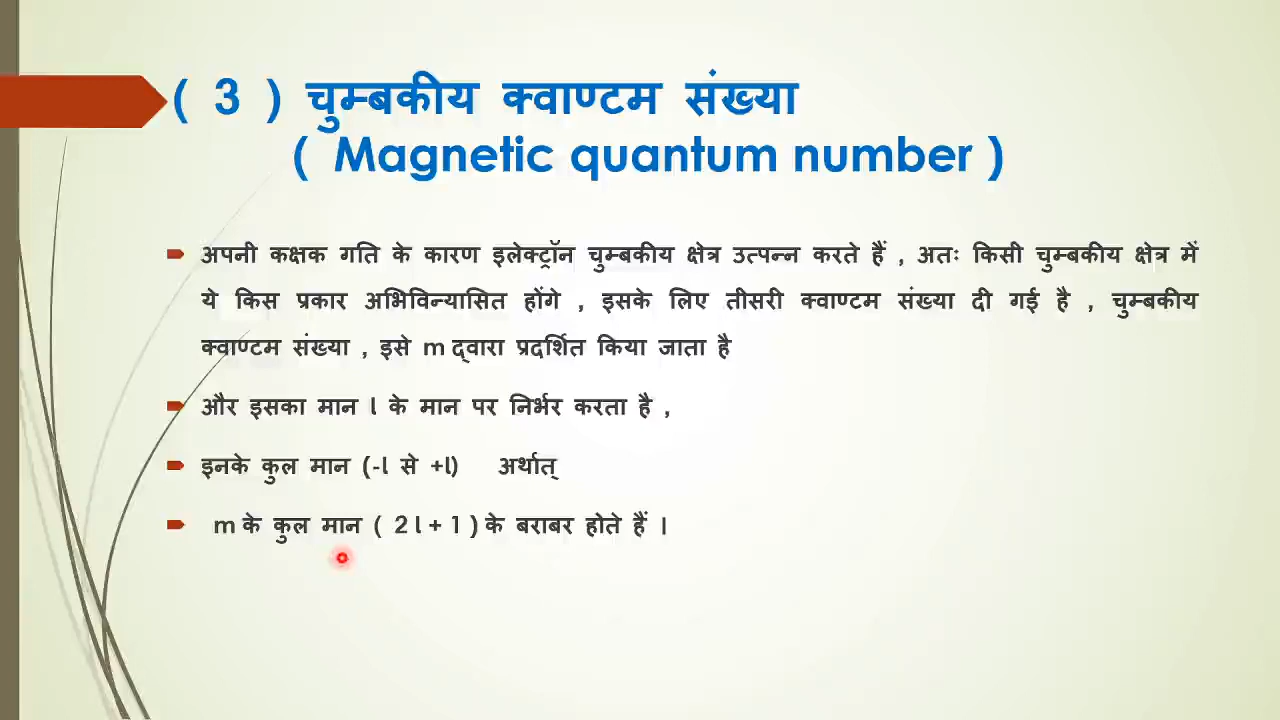 ( 3 ) चुम्बकीय क्वाण्टम संख्या
( Magnetic quantum number )
अपनी कक्षक गति के कारण इलेक्ट्रॉन चुम्बकीय क्षेत्र उत्पन्न करते हैं , अतः किसी चुम्बकीय क्षेत्र में
ये किस प्रकार अभिविन्यासित होंगे , इसके लिए तीसरी क्वाण्टम संख्या दी गई है , चुम्बकीय
क्वाण्टम संख्या , इसे m द्वारा प्रदर्शित किया जाता है
और इसका मान l के मान पर निर्भर करता है ,
इनके कुल मान (-l से +l) अर्थात्
m के कुल मान ( 2 l + 1 ) के बराबर होते हैं ।